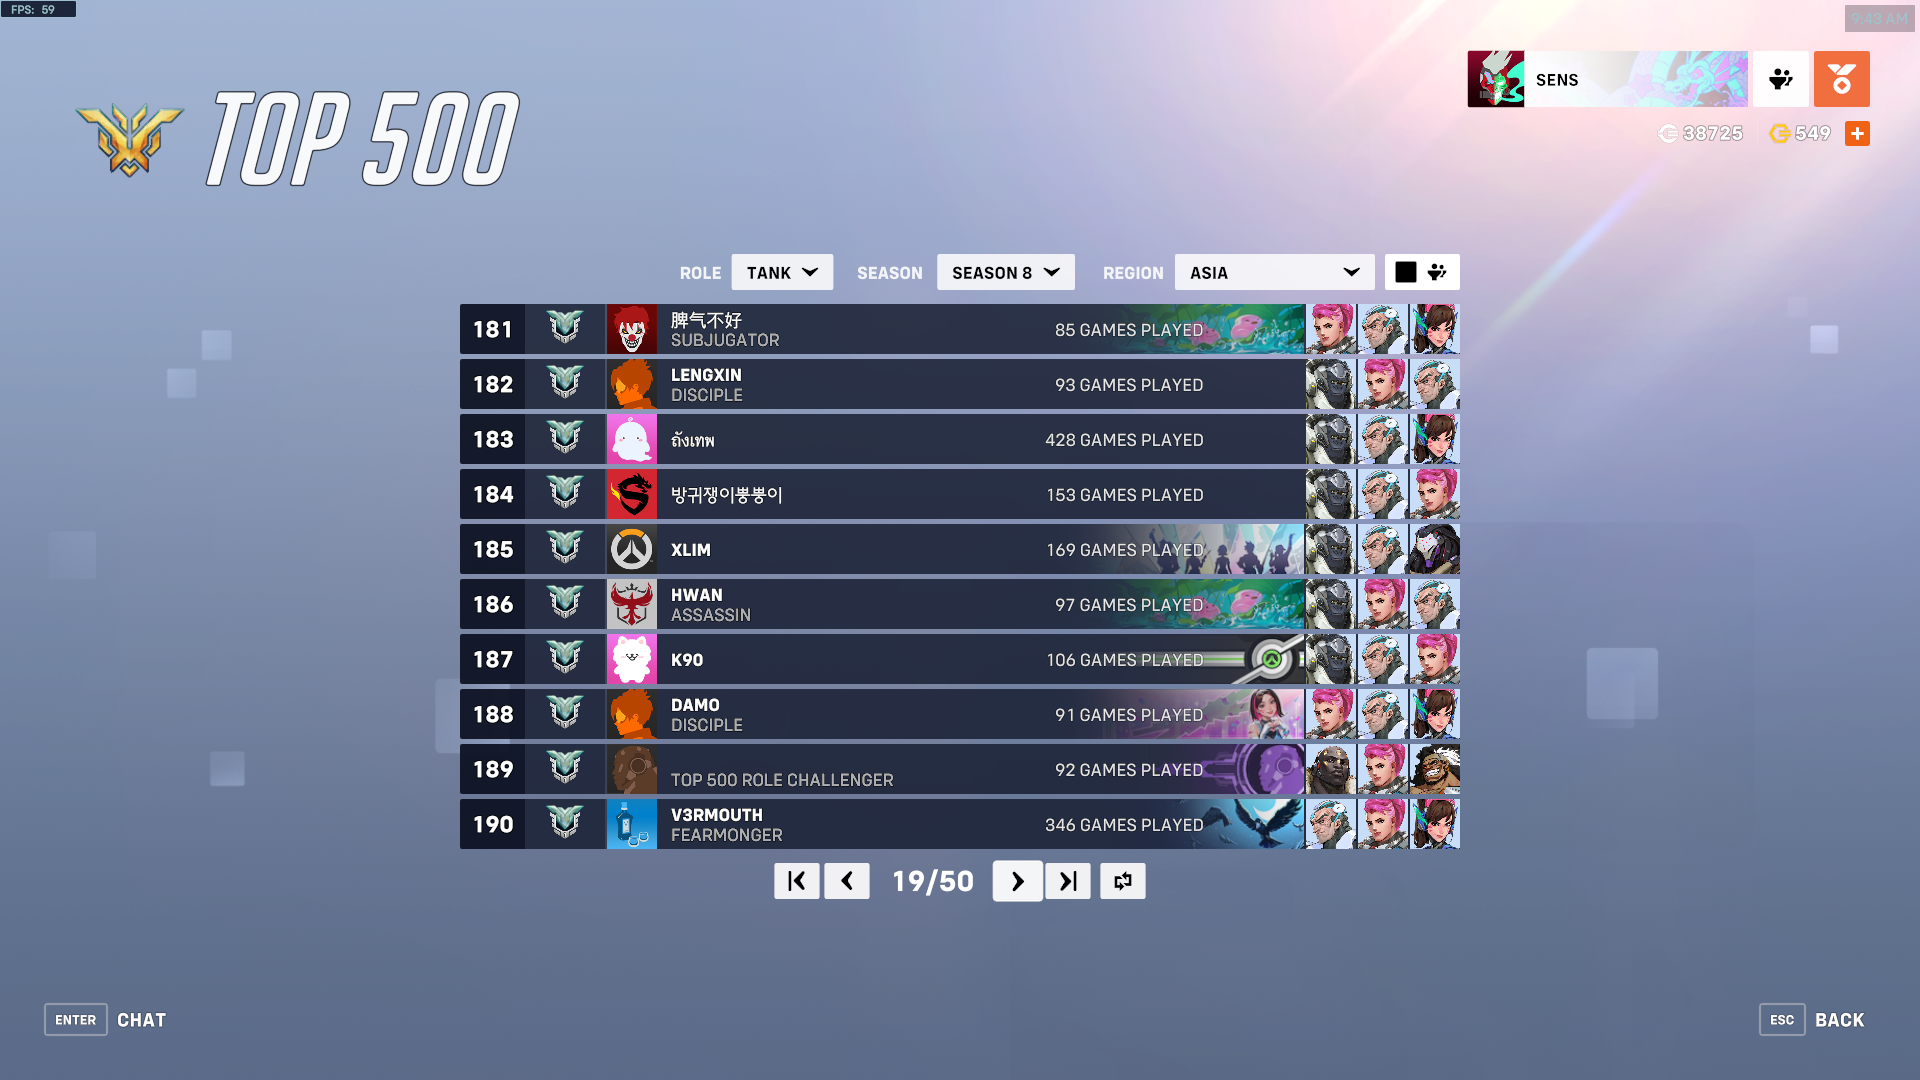 FPS: 59
9:43 AM
SENS
38725
549
TOP 500
ROLE
TANK
SEASON
SEASON 8
REGION
ASIA
181
脾气不好
SUBJUGATOR
85 GAMES PLAYED
182
LENGXIN
DISCIPLE
93 GAMES PLAYED
183
ถังเทพ
428 GAMES PLAYED
184
방귀쟁이뿡뿡이
153 GAMES PLAYED
185
XLIM
169 GAMES PLAYED
186
HWAN
ASSASSIN
97 GAMES PLAYED
187
K90
106 GAMES PLAYED
188
DAMO
DISCIPLE
91 GAMES PLAYED
189
TOP 500 ROLE CHALLENGER
92 GAMES PLAYED
190
V3RMOUTH
FEARMONGER
346 GAMES PLAYED
19/50
ENTER
CHAT
ESC
BACK